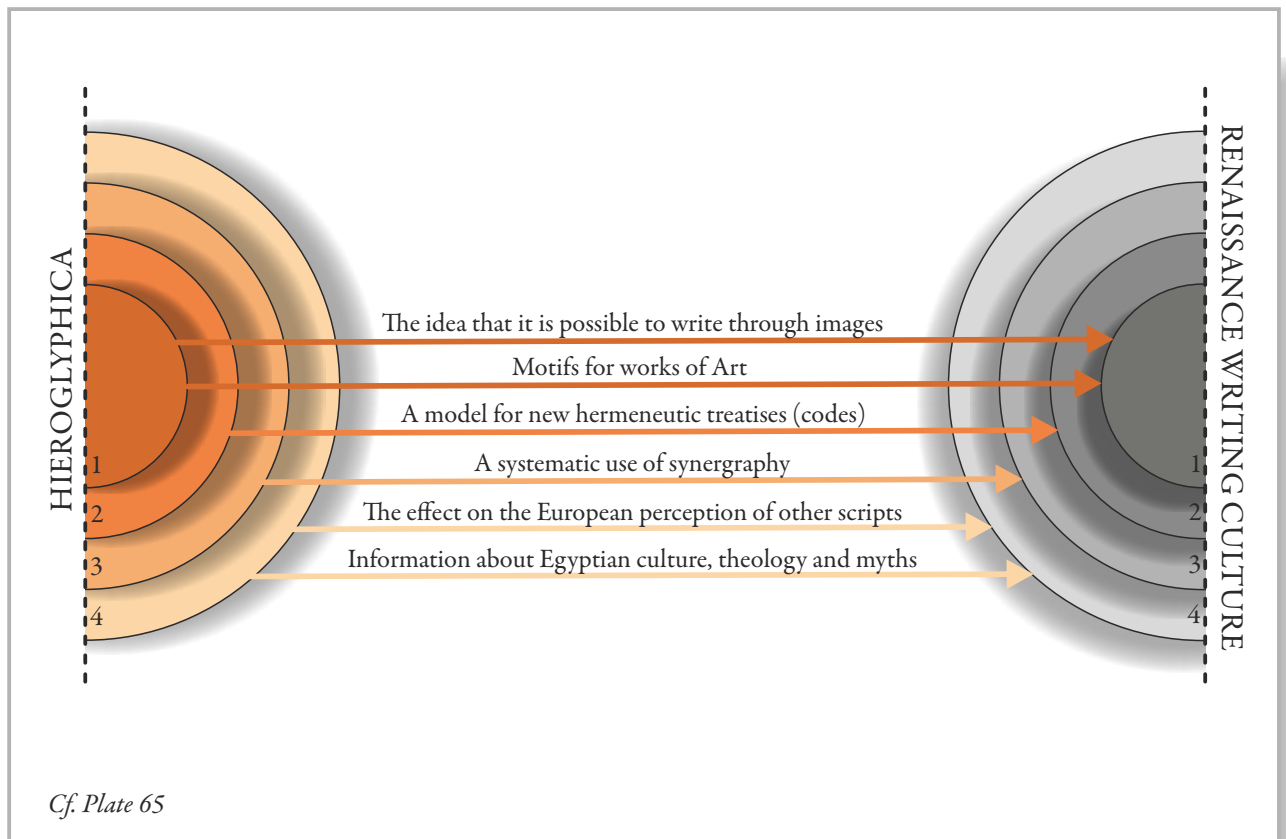 HIEROGLYPHICA
The idea that it is possible to write through images
Motifs for works of Art
A model for new hermeneutic treatises (codes)
A systematic use of synergraphy
The effect on the European perception of other scripts
Information about Egyptian culture, theology and myths
1
2
3
4
1
2
3
4
RENAISSANCE WRITING CULTURE
Cf. Plate 65